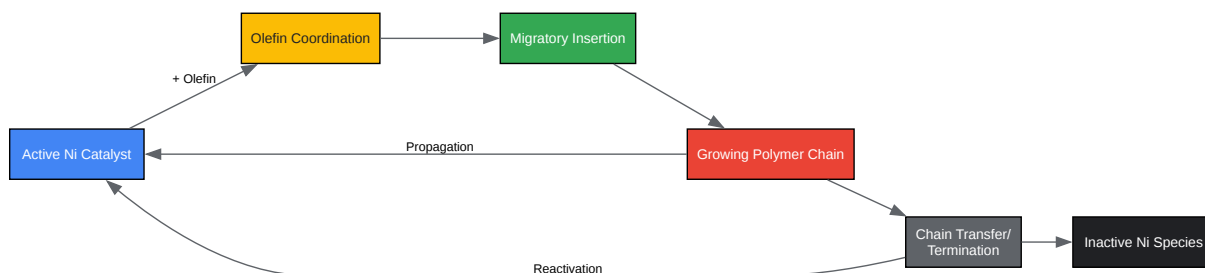 Olefin Coordination
Migratory Insertion
+ Olefin
Active Ni Catalyst
Propagation
Growing Polymer Chain
Chain Transfer/
Termination
Inactive Ni Species
Reactivation